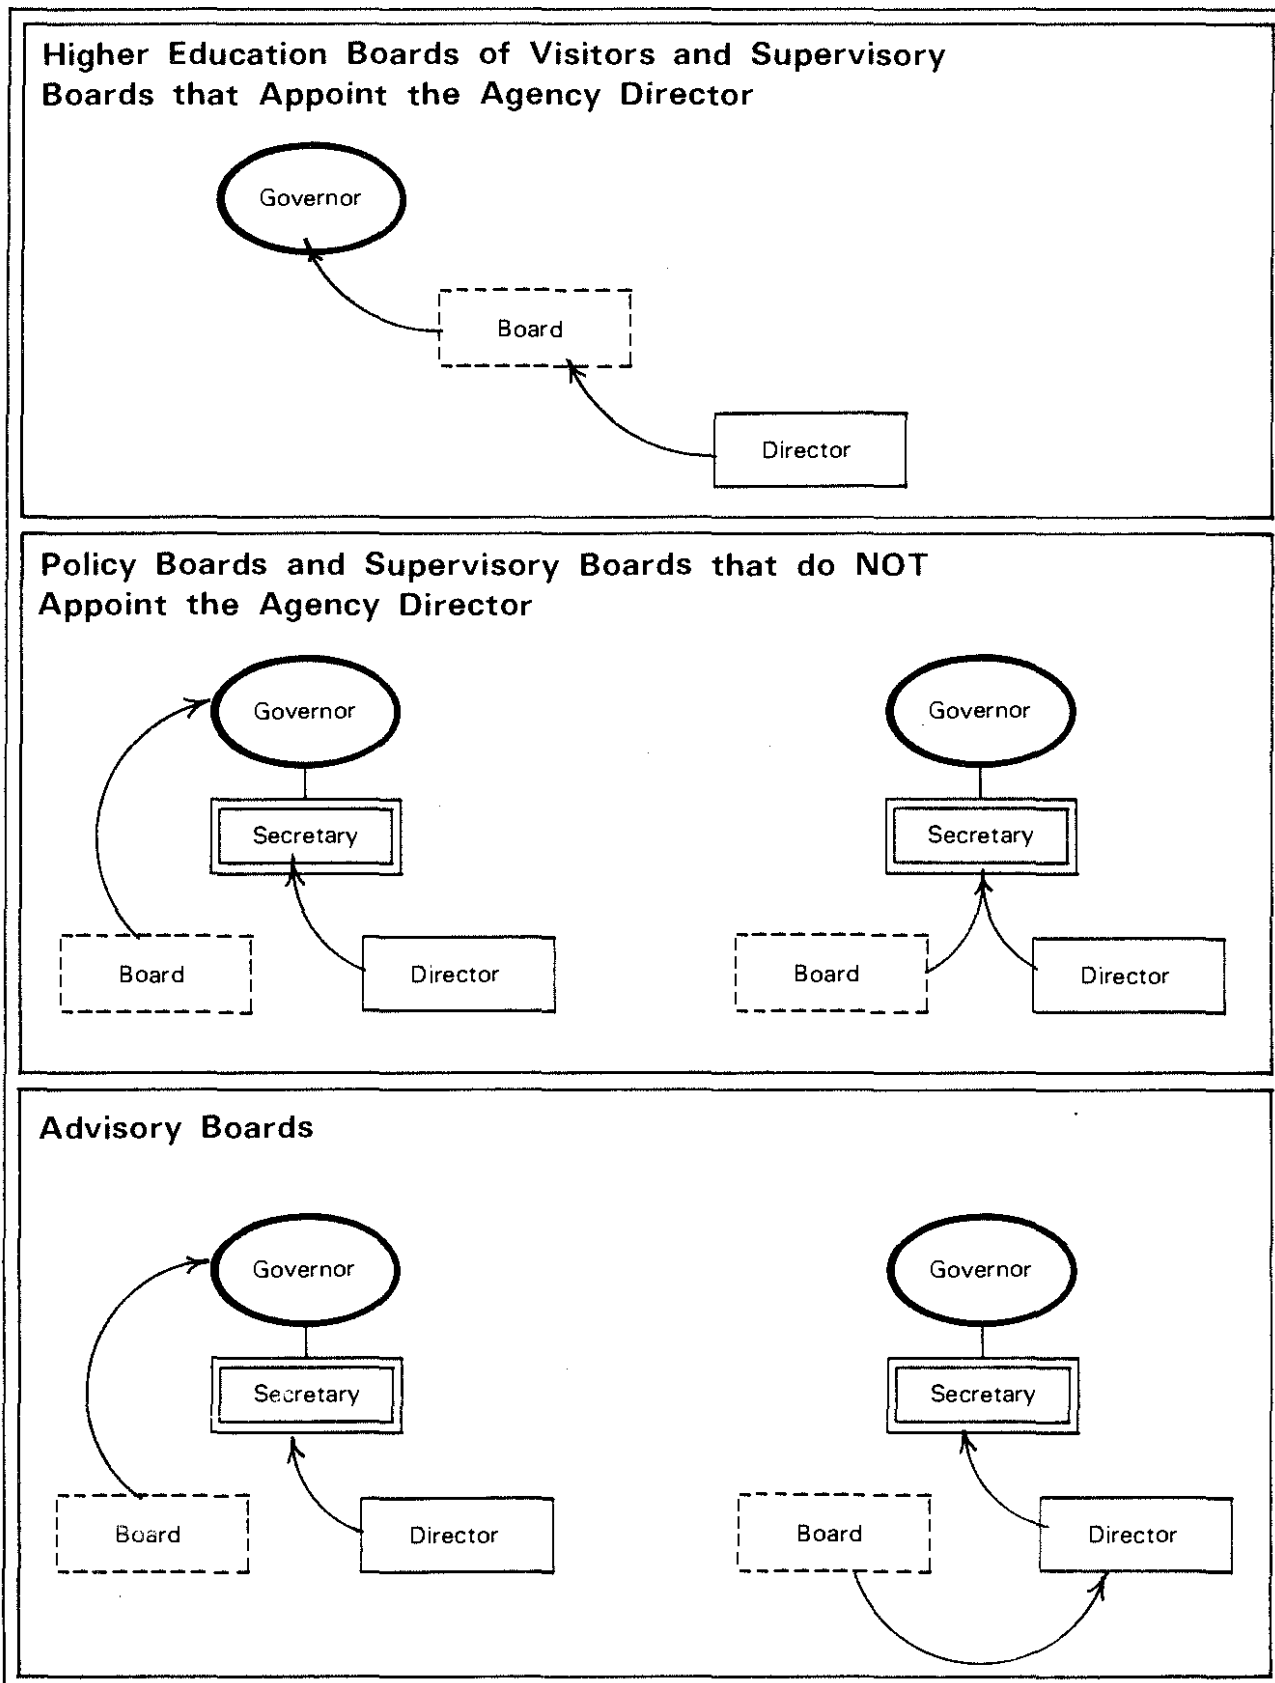 Higher Education Boards of Visitors and Supervisory
Boards that Appoint the Agency Director
Governor
Board
Director
Policy Boards and Supervisory Boards that do NOT
Appoint the Agency Director
Governor
Governor
Secretary
Secretary
Board
Director
Board
Director
Advisory Boards
Governor
Governor
Secretary
Secretary
Board
Director
Board
Director